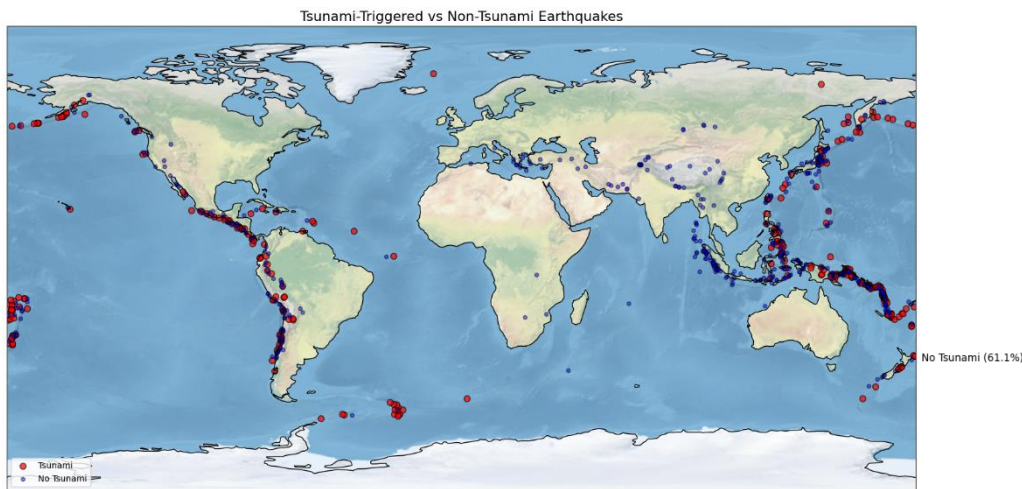 Tsunami-Triggered vs Non-Tsunami Earthquakes
No Tsunami (61.1%)
Tsunami
No Tsunami